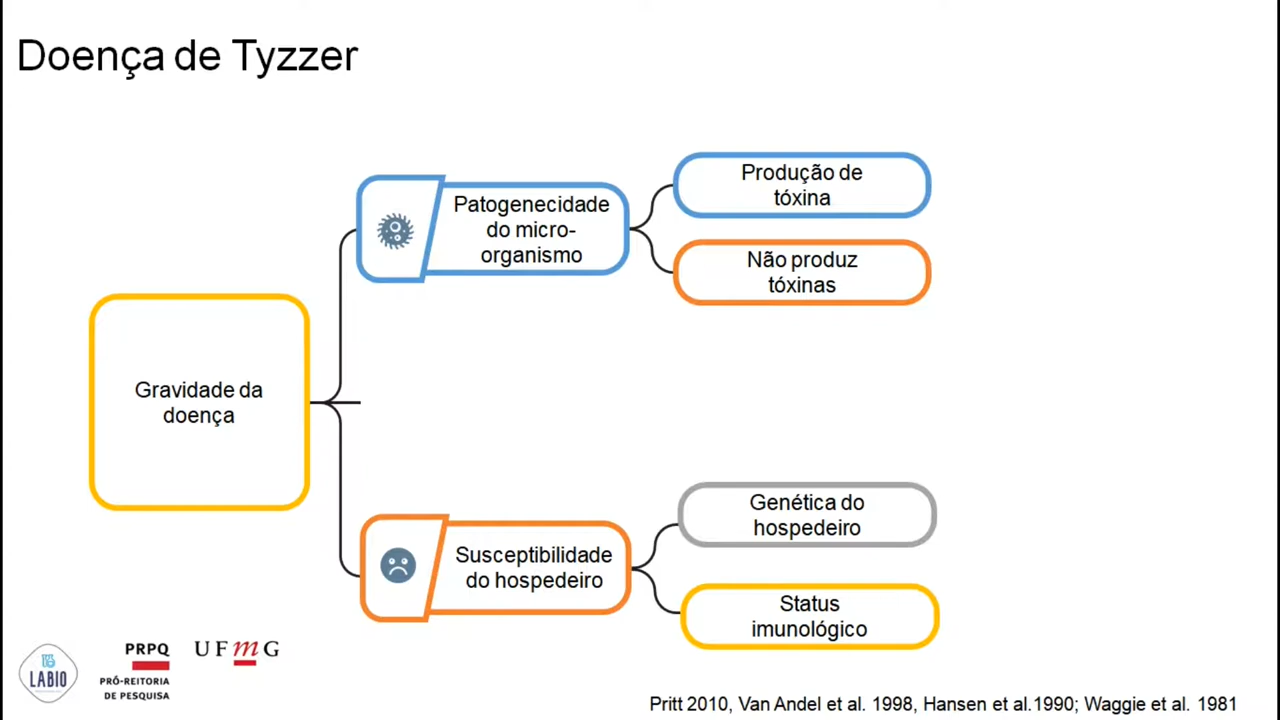 Doença de Tyzzer
Produção de
tóxina
Patogenecidade
do micro-
organismo
Não produz
tóxinas
Gravidade da
doença
Genética do
hospedeiro
Susceptibilidade
do hospedeiro
Status
imunológico
LABIO
PRPQ
PRÓ-REITORIA
DE PESQUISA
UFmG
Pritt 2010, Van Andel et al. 1998, Hansen et al.1990; Waggie et al. 1981